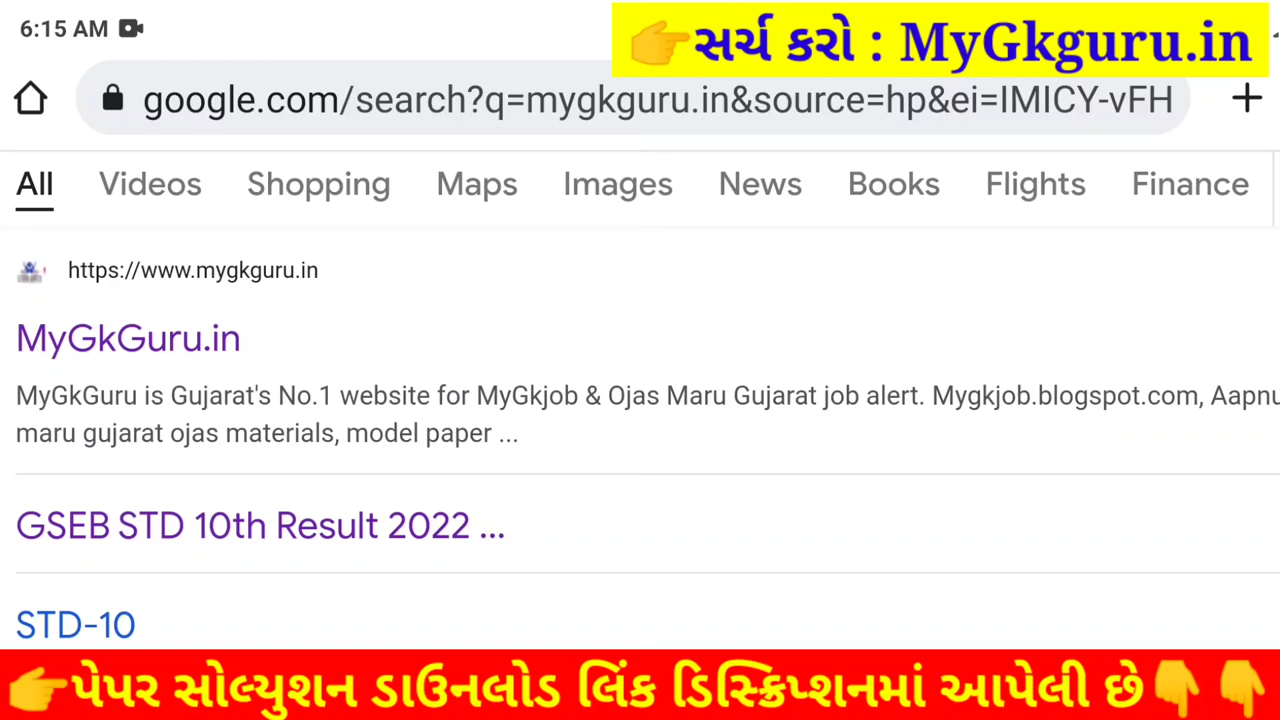 6:15 AM
👉સર્ચ કરો : MyGkguru.in
google.com/search?q=mygkguru.in&source=hp&ei=IMICY-vFH
All Videos Shopping Maps Images News Books Flights Finance
https://www.mygkguru.in
MyGkGuru.in
MyGkGuru is Gujarat's No.1 website for MyGkjob & Ojas Maru Gujarat job alert. Mygkjob.blogspot.com, Aapnu
maru gujarat ojas materials, model paper ...
GSEB STD 10th Result 2022 ...
STD-10
👉પેપર સોલ્યુશન ડાઉનલોડ લિંક ડિસ્ક્રિપ્શનમાં આપેલી છે👇👇